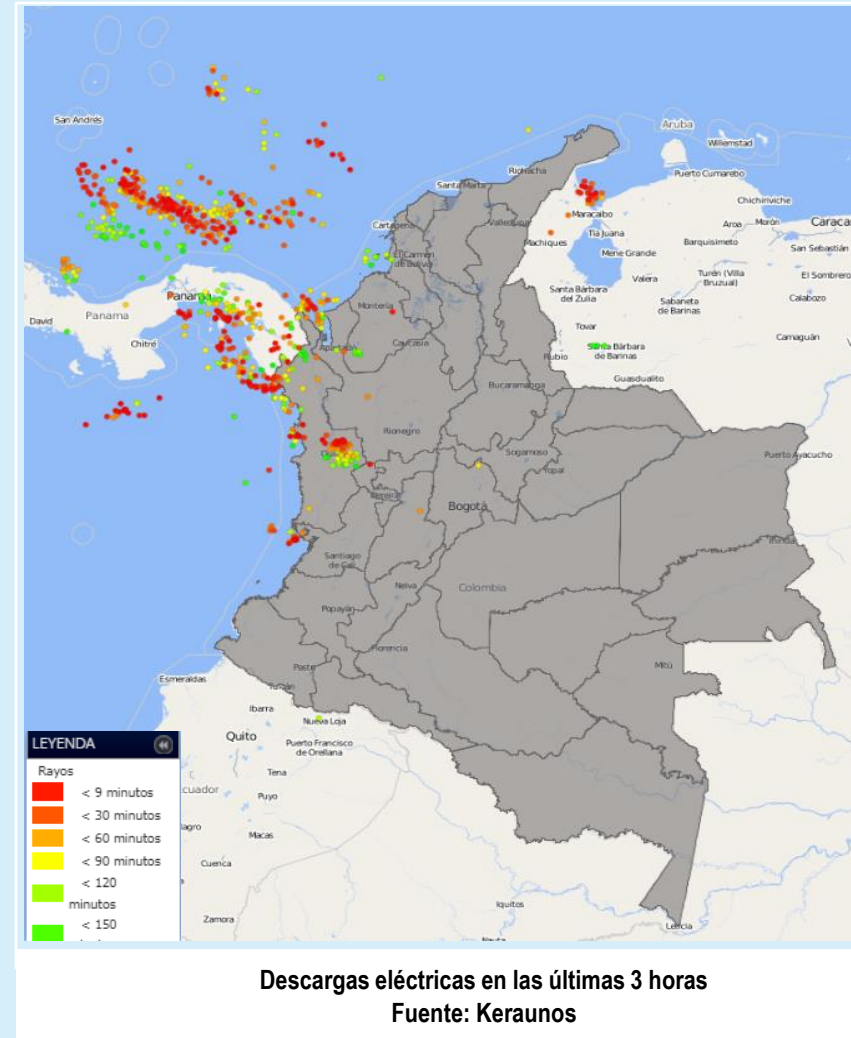 San Andrés
Aruba
Willemstad
Riohacha
Puerto Cumarebo
Santa Marta
Chichiriviche
Cartagena
Valledupar
Maracaibo
Aroa
Morón
Caracas
Tía Juana
Machiques
Barquisimeto
San Sebastián
El Carmen
de Bolívar
Mene Grande
Valera
Turén (Villa
Bruzual)
El Sombrero
Panamá
Santa Bárbara
del Zulia
Sabaneta
de Barinas
Calabozo
Montería
David
Panama
Tovar
Camaguán
Chitré
Caucasia
Apartadó
Santa Bárbara
de Barinas
Rubio
Guasdualito
Bucaramanga
Rionegro
Sogamoso
Puerto Ayacucho
Yopal
Pereira
Bogotá
Inírida
Santiago
de Cali
Neiva
Colombia
Popayán
Florencia
Mitú
Pasto
Esmeraldas
Ibarra
Nueva Loja
Quito
Puerto Francisco
de Orellana
Tena
Puyo
Macas
Cuenca
Zamora
Iquitos
Leticia
LEYENDA
Rayos
< 9 minutos
< 30 minutos
< 60 minutos
< 90 minutos
< 120
minutos
< 150
Descargas eléctricas en las últimas 3 horas
Fuente: Keraunos